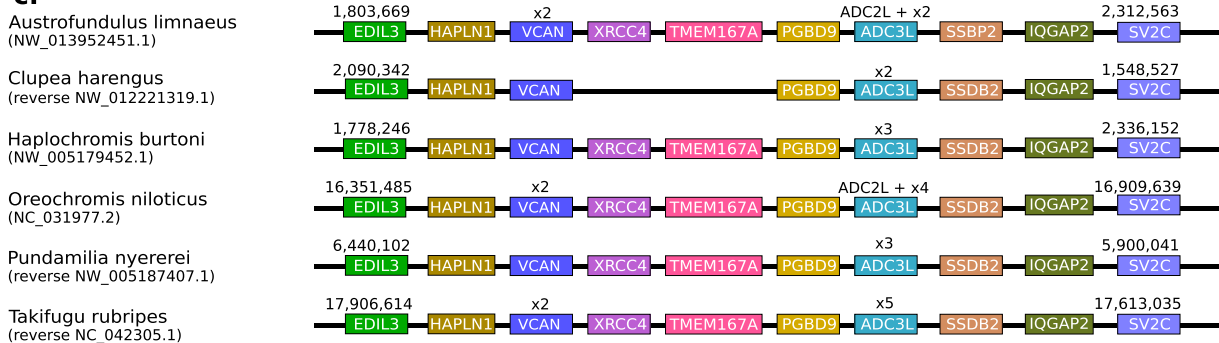 Austrofundulus limnaeus
(NW_013952451.1)
1,803,669 x2 ADC2L + x2 2,312,563
EDIL3 HAPLN1 VCAN XRCC4 TMEM167A PGBD9 ADC3L SSBP2 IQGAP2 SV2C
Clupea harengus
(reverse NW_012221319.1)
2,090,342 x2 1,548,527
EDIL3 HAPLN1 VCAN PGBD9 ADC3L SSDB2 IQGAP2 SV2C
Haplochromis burtoni
(NW_005179452.1)
1,778,246 x3 2,336,152
EDIL3 HAPLN1 VCAN XRCC4 TMEM167A PGBD9 ADC3L SSDB2 IQGAP2 SV2C
Oreochromis niloticus
(NC_031977.2)
16,351,485 x2 ADC2L + x4 16,909,639
EDIL3 HAPLN1 VCAN XRCC4 TMEM167A PGBD9 ADC3L SSDB2 IQGAP2 SV2C
Pundamilia nyererei
(reverse NW_005187407.1)
6,440,102 x3 5,900,041
EDIL3 HAPLN1 VCAN XRCC4 TMEM167A PGBD9 ADC3L SSDB2 IQGAP2 SV2C
Takifugu rubripes
(reverse NC_042305.1)
17,906,614 x2 x5 17,613,035
EDIL3 HAPLN1 VCAN XRCC4 TMEM167A PGBD9 ADC3L SSDB2 IQGAP2 SV2C